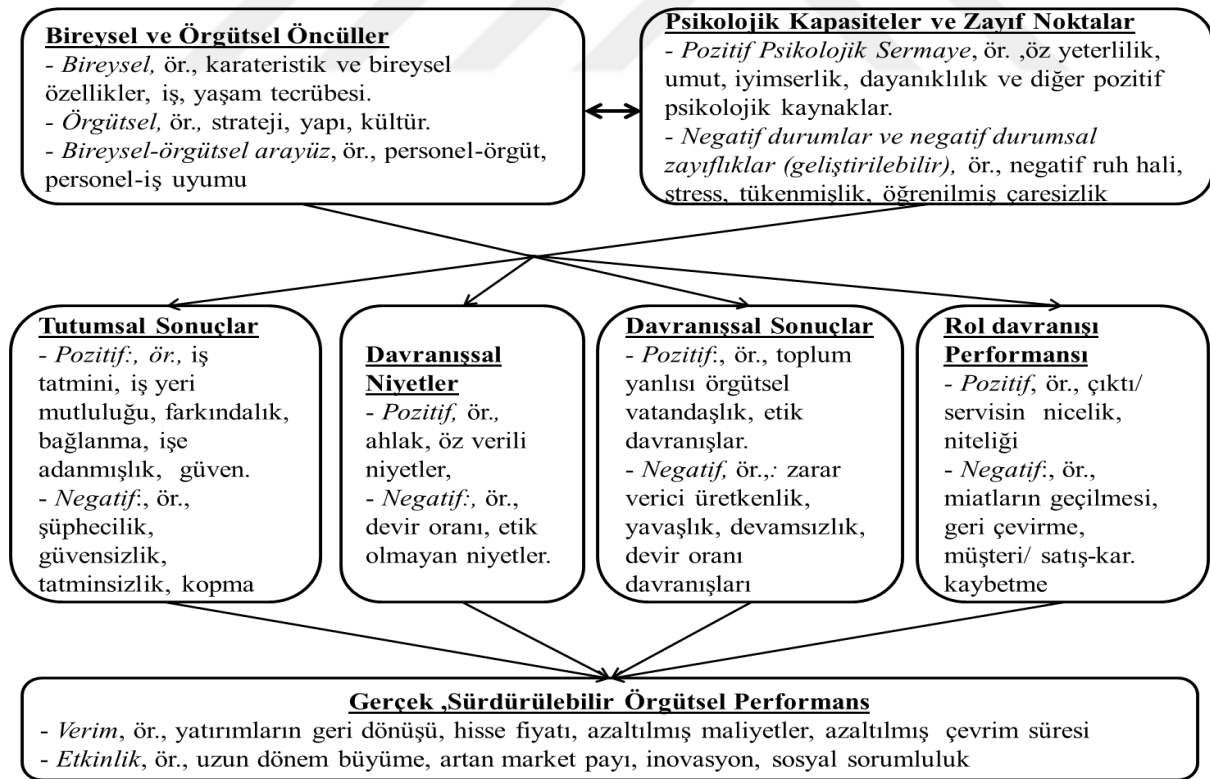 Bireysel ve Örgütsel Öncüller
- Bireysel, ör., karateristik ve bireysel
özellikler, iş, yaşam tecrübesi.
- Örgütsel, ör., strateji, yapı, kültür.
- Bireysel-örgütsel arayüz, ör., personel-örgüt,
personel-iş uyumu
Psikolojik Kapasiteler ve Zayıf Noktalar
- Pozitif Psikolojik Sermaye, ör. ,öz yeterlilik,
umut, iyimserlik, dayanıklılık ve diğer pozitif
psikolojik kaynaklar.
- Negatif durumlar ve negatif durumsal
zayıflıklar (geliştirilebilir), ör., negatif ruh hali,
stress, tükenmişlik, öğrenilmiş çaresizlik
Tutumsal Sonuçlar
- Pozitif:, ör., iş
tatmini, iş yeri
mutluluğu, farkındalık,
bağlanma, işe
adanmışlık, güven.
- Negatif:, ör.,
şüphecilik,
güvensizlik,
tatminsizlik, kopma
Davranışsal
Niyetler
- Pozitif, ör.,
ahlak, öz verili
niyetler,
- Negatif:, ör.,
devir oranı, etik
olmayan niyetler.
Davranışsal Sonuçlar
- Pozitif:, ör., toplum
yanlısı örgütsel
vatandaşlık, etik
davranışlar.
- Negatif, ör.,: zarar
verici üretkenlik,
yavaşlık, devamsızlık,
devir oranı
davranışları
Rol davranışı
Performansı
- Pozitif, ör., çıktı/
servisin nicelik,
niteliği
- Negatif:, ör.,
miatların geçilmesi,
geri çevirme,
müşteri/ satış-kar.
kaybetme
Gerçek ,Sürdürülebilir Örgütsel Performans
- Verim, ör., yatırımların geri dönüşü, hisse fiyatı, azaltılmış maliyetler, azaltılmış çevrim süresi
- Etkinlik, ör., uzun dönem büyüme, artan market payı, inovasyon, sosyal sorumluluk